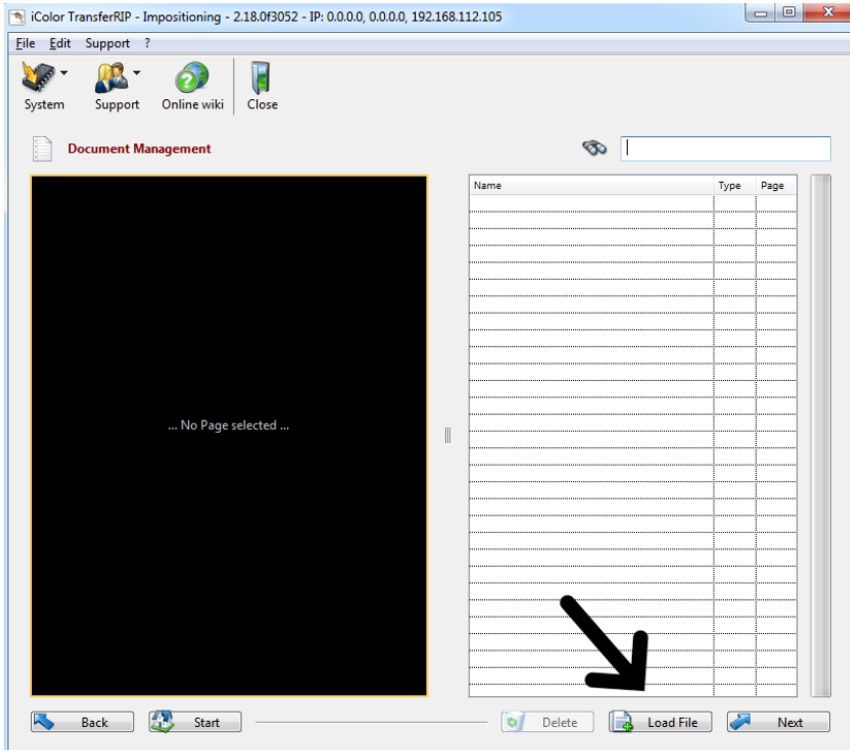 iColor TransferRIP - Impositioning - 2.18.0f3052 - IP: 0.0.0.0, 0.0.0.0, 192.168.112.105
File Edit Support ?
System Support Online wiki Close
Document Management
Name Type Page
... No Page selected ...
Back Start Delete Load File Next